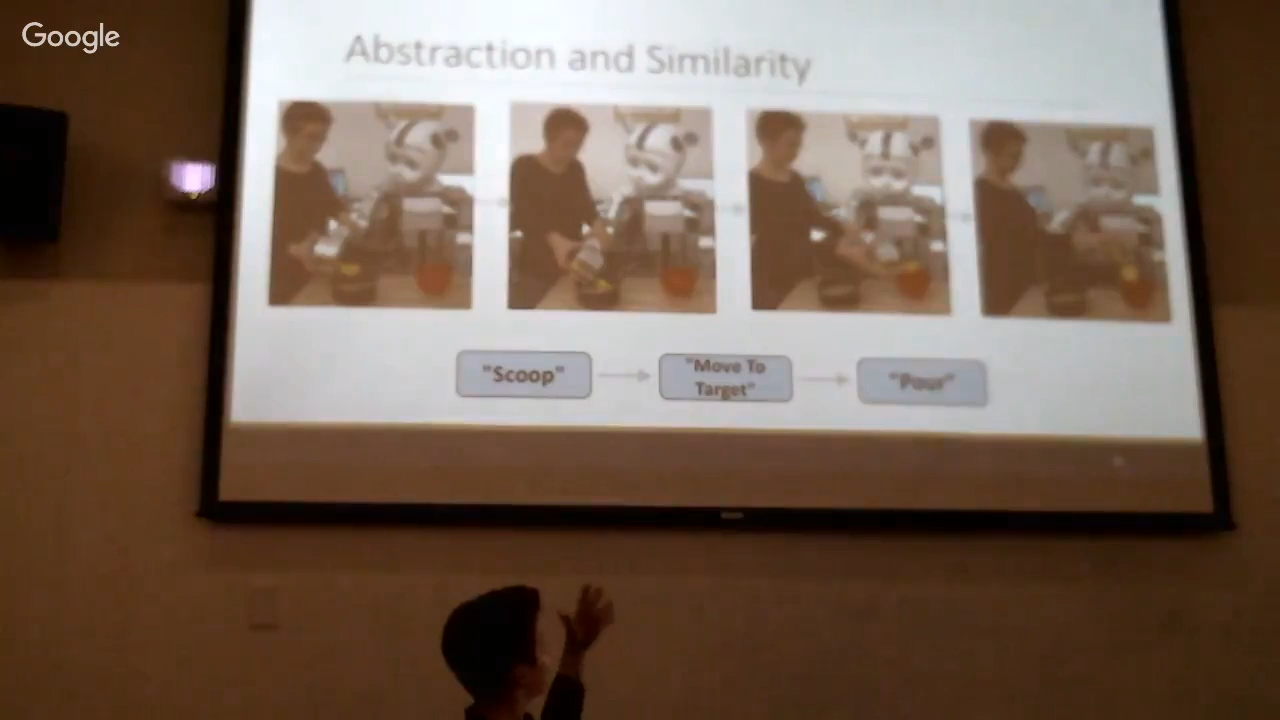 Google
Abstraction and Similarity
"Scoop"
"Move To
Target"
"Pour"